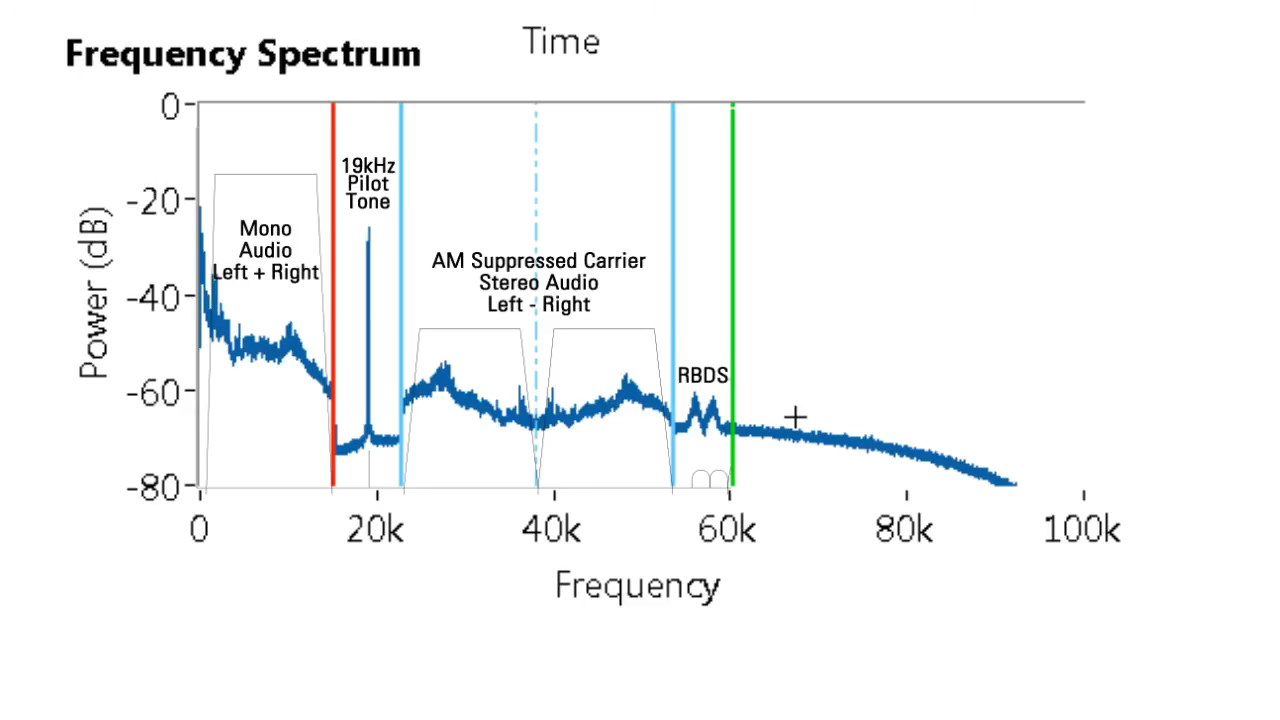 Time
Frequency Spectrum
0
-20
-40
-60
-80
Power (dB)
Mono
Audio
Left + Right
19kHz
Pilot
Tone
AM Suppressed Carrier
Stereo Audio
Left - Right
RBDS
0
20k
40k
60k
80k
100k
Frequency